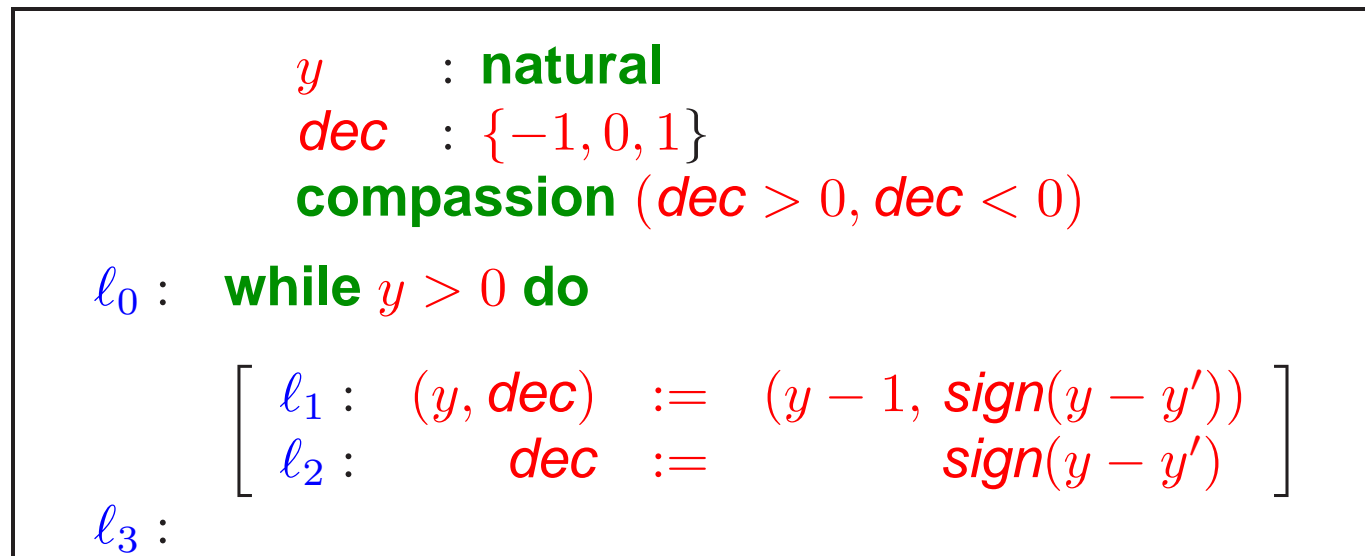 y : natural
dec : {−1, 0, 1}
compassion (dec > 0, dec < 0)
ℓ₀ : while y > 0 do
ℓ₁ : (y, dec) := (y − 1, sign(y − y′))
ℓ₂ : dec := sign(y − y′)
ℓ₃ :